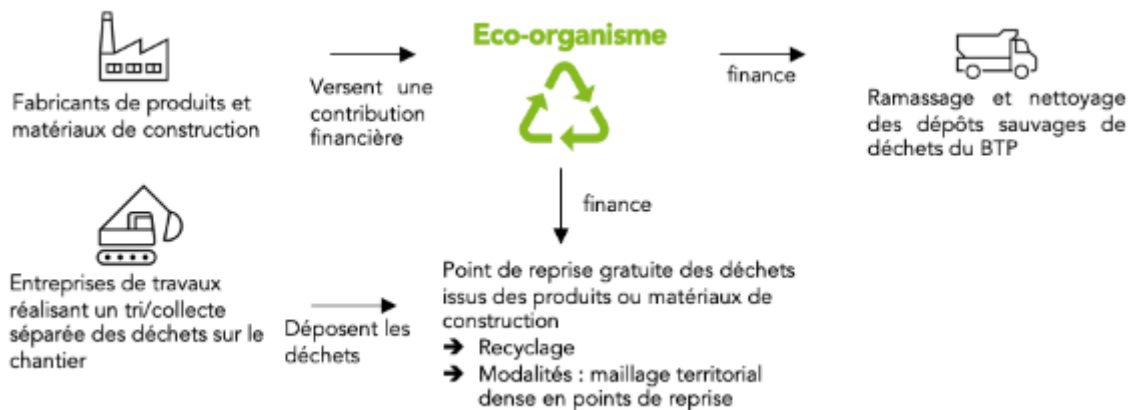 Fabricants de produits et
matériaux de construction
Versent une
contribution
financière
Eco-organisme
finance
Ramassage et nettoyage
des dépôts sauvages de
déchets du BTP
finance
Entreprises de travaux
réalisant un tri/collecte
séparée des déchets sur le
chantier
Déposent les
déchets
Point de reprise gratuite des déchets
issus des produits ou matériaux de
construction
➔ Recyclage
➔ Modalités : maillage territorial
dense en points de reprise